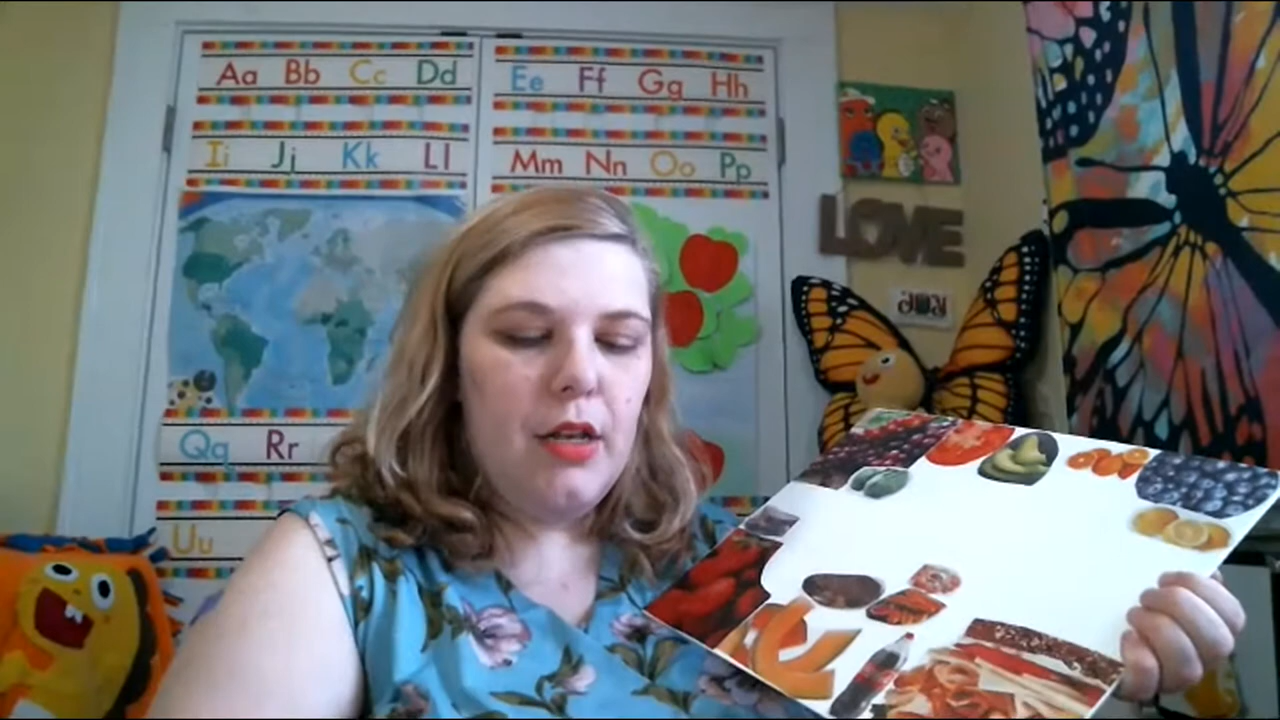 Aa Bb Cc Dd
Ee Ff Gg Hh
Ii Jj Kk Ll
Mm Nn Oo Pp
LOVE
JOY
Qq Rr
Uu